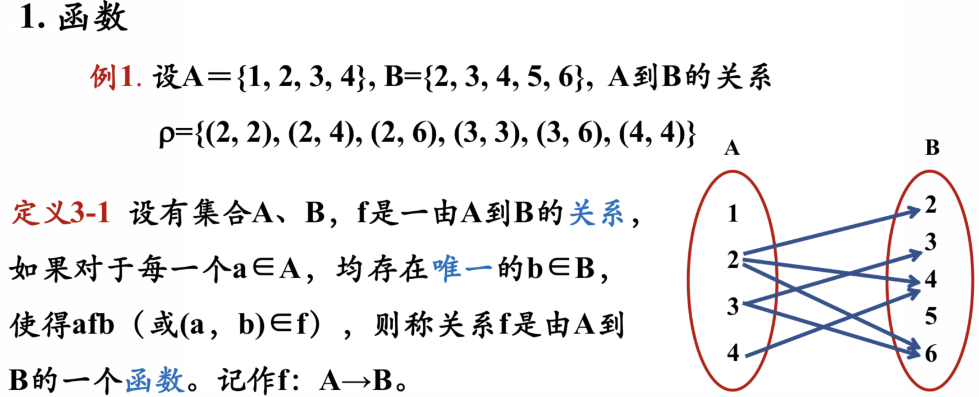 1. 函数
例1. 设A={1, 2, 3, 4}, B={2, 3, 4, 5, 6}, A到B的关系
ρ={(2, 2), (2, 4), (2, 6), (3, 3), (3, 6), (4, 4)}
定义3-1 设有集合A、B，f是一由A到B的关系，
如果对于每一个a∈A，均存在唯一的b∈B，
使得afb（或(a，b)∈f），则称关系f是由A到
B的一个函数。记作f：A→B。
A B
1 2
2 3
3 4
4 5
6